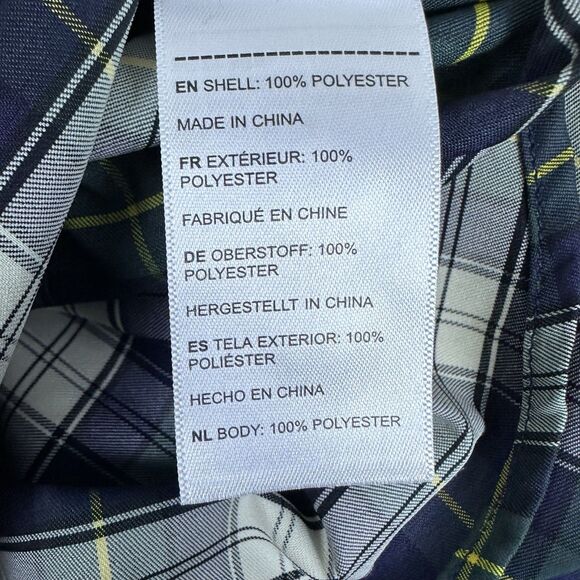 EN SHELL: 100% POLYESTER
MADE IN CHINA
FR EXTÉRIEUR: 100%
POLYESTER
FABRIQUÉ EN CHINE
DE OBERSTOFF: 100%
POLYESTER
HERGESTELLT IN CHINA
ES TELA EXTERIOR: 100%
POLIÉSTER
HECHO EN CHINA
NL BODY: 100% POLYESTER